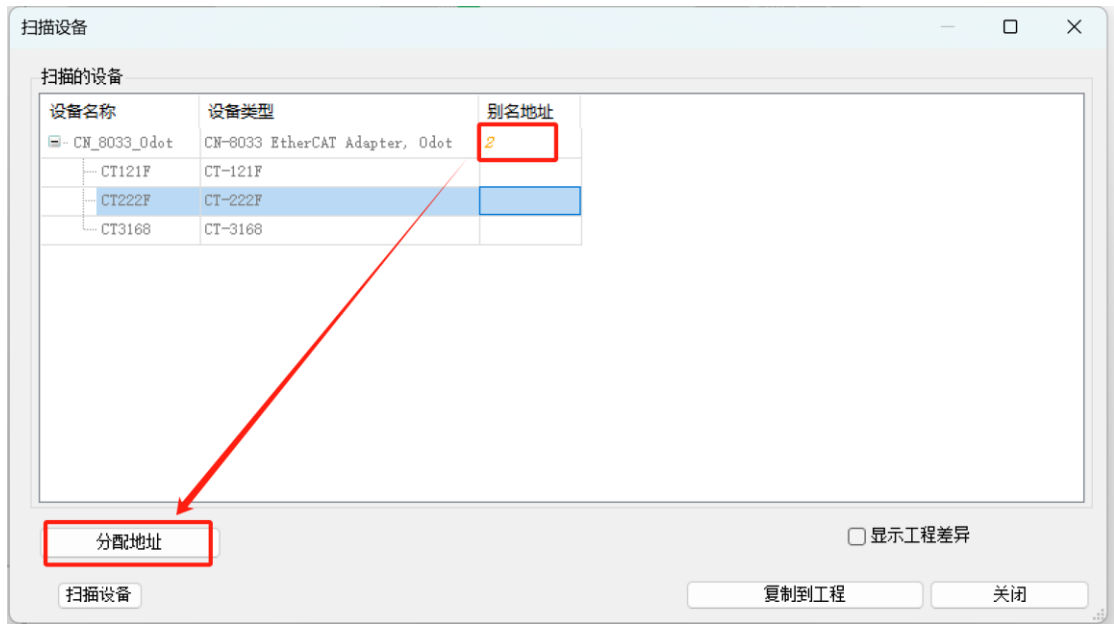 扫描设备
扫描的设备
设备名称 设备类型 别名地址
CN_8033_Odot CN-8033 EtherCAT Adapter, Odot 2
CT121F CT-121F
CT222F CT-222F
CT3168 CT-3168
分配地址 显示工程差异
扫描设备 复制到工程 关闭